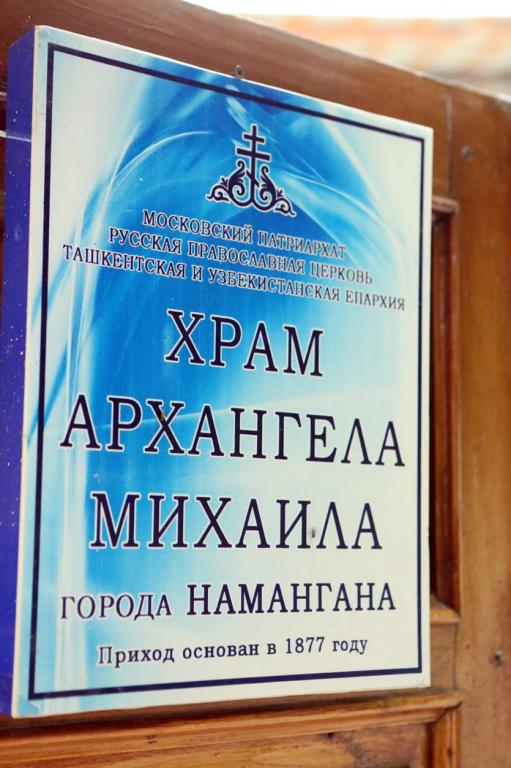 МОСКОВСКИЙ ПАТРИАРХАТ
РУССКАЯ ПРАВОСЛАВНАЯ ЦЕРКОВЬ
ТАШКЕНТСКАЯ И УЗБЕКИСТАНСКАЯ ЕПАРХИЯ
ХРАМ
АРХАНГЕЛА
МИХАИЛА
ГОРОДА НАМАНГАНА
Приход основан в 1877 году